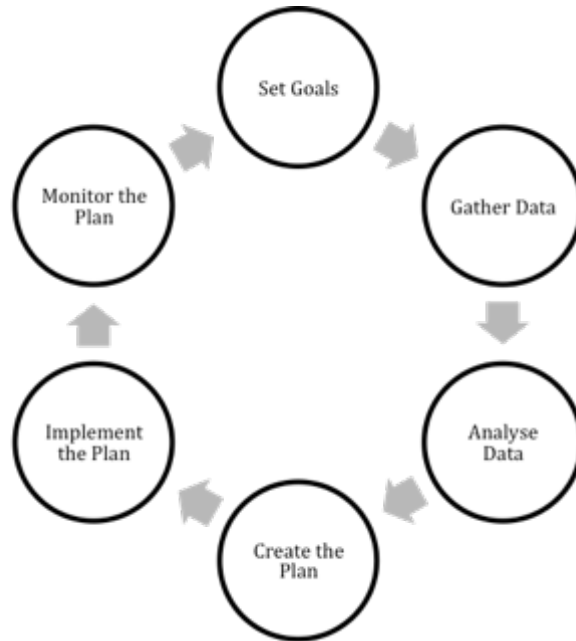 Set Goals
Gather Data
Analyse
Data
Create the
Plan
Implement
the Plan
Monitor the
Plan